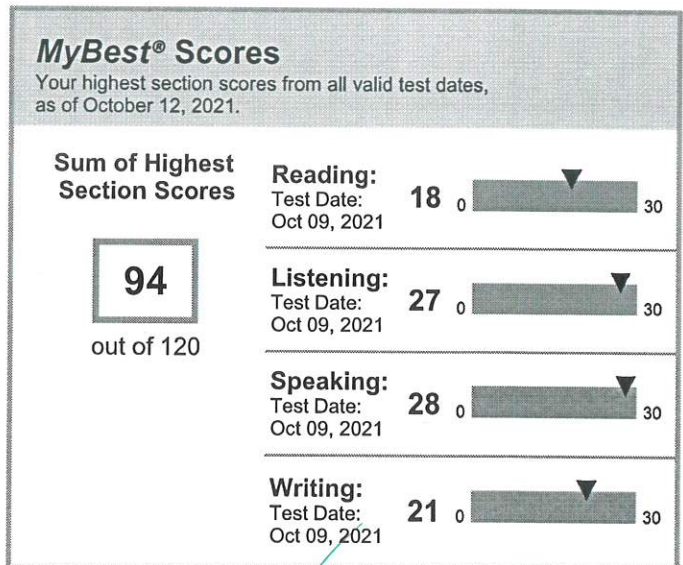 MyBest® Scores
Your highest section scores from all valid test dates,
as of October 12, 2021.
Sum of Highest
Section Scores
94
out of 120
Reading:
Test Date:
Oct 09, 2021
18
0
30
Listening:
Test Date:
Oct 09, 2021
27
0
30
Speaking:
Test Date:
Oct 09, 2021
28
0
30
Writing:
Test Date:
Oct 09, 2021
21
0
30